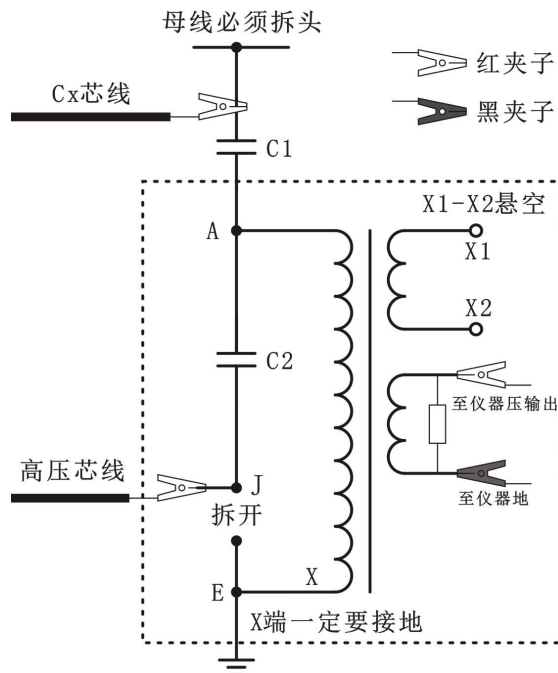 母线必须拆头
红夹子
Cx芯线
黑夹子
C1
X1-X2悬空
A
X1
X2
C2
至仪器压输出
高压芯线
J
至仪器地
拆开
X
E
X端一定要接地